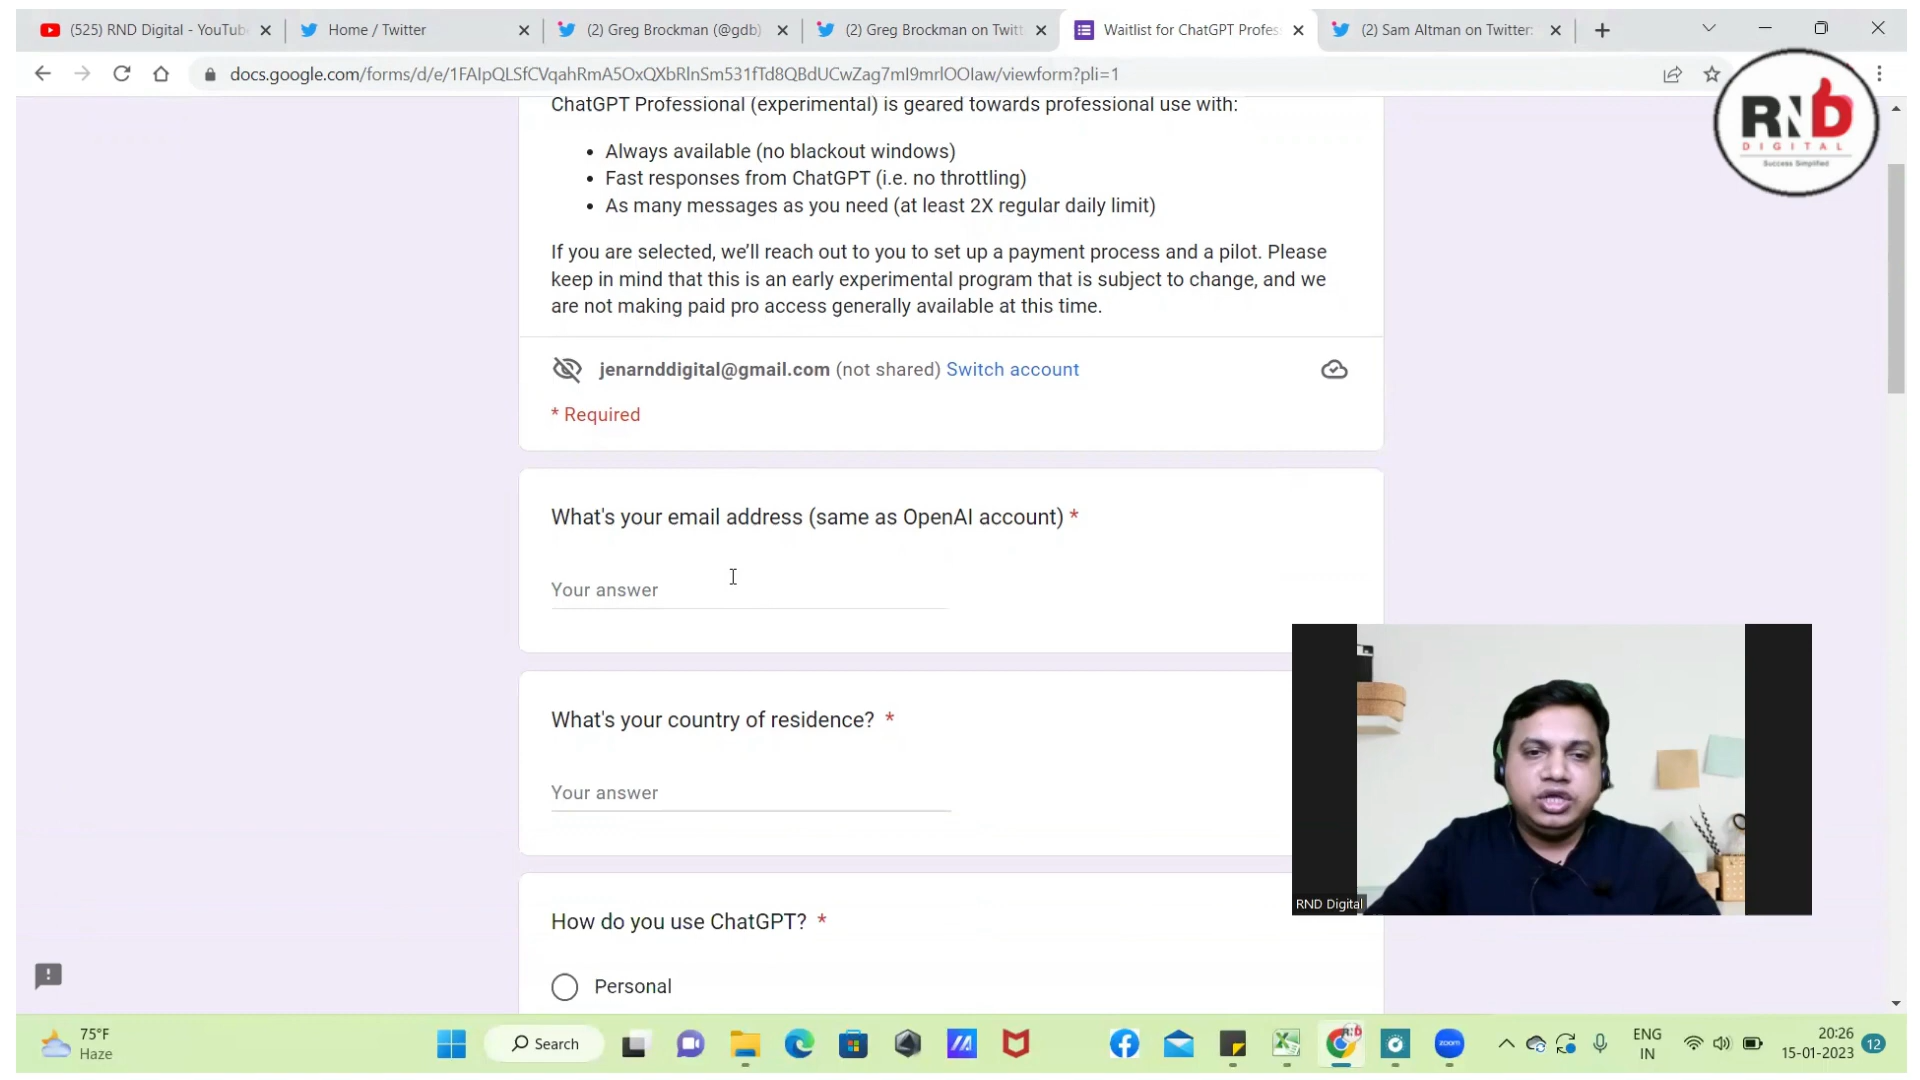 (525) RND Digital - YouTub
Home / Twitter
(2) Greg Brockman (@gdb)
(2) Greg Brockman on Twitt
Waitlist for ChatGPT Profes
(2) Sam Altman on Twitter:
docs.google.com/forms/d/e/1FAIpQLSfCVqahRmA5OxQXbRlnSm531fTd8QBdUCwZag7mI9mrlOOIaw/viewform?pli=1
RND
DIGITAL
Success Simplified
ChatGPT Professional (experimental) is geared towards professional use with:
• Always available (no blackout windows)
• Fast responses from ChatGPT (i.e. no throttling)
• As many messages as you need (at least 2X regular daily limit)
If you are selected, we’ll reach out to you to set up a payment process and a pilot. Please
keep in mind that this is an early experimental program that is subject to change, and we
are not making paid pro access generally available at this time.
jenarnddigital@gmail.com (not shared) Switch account
* Required
What's your email address (same as OpenAI account) *
Your answer
What's your country of residence? *
Your answer
RND Digital
How do you use ChatGPT? *
Personal
75°F
Haze
Search
zoom
ENG
IN
20:26
15-01-2023
12